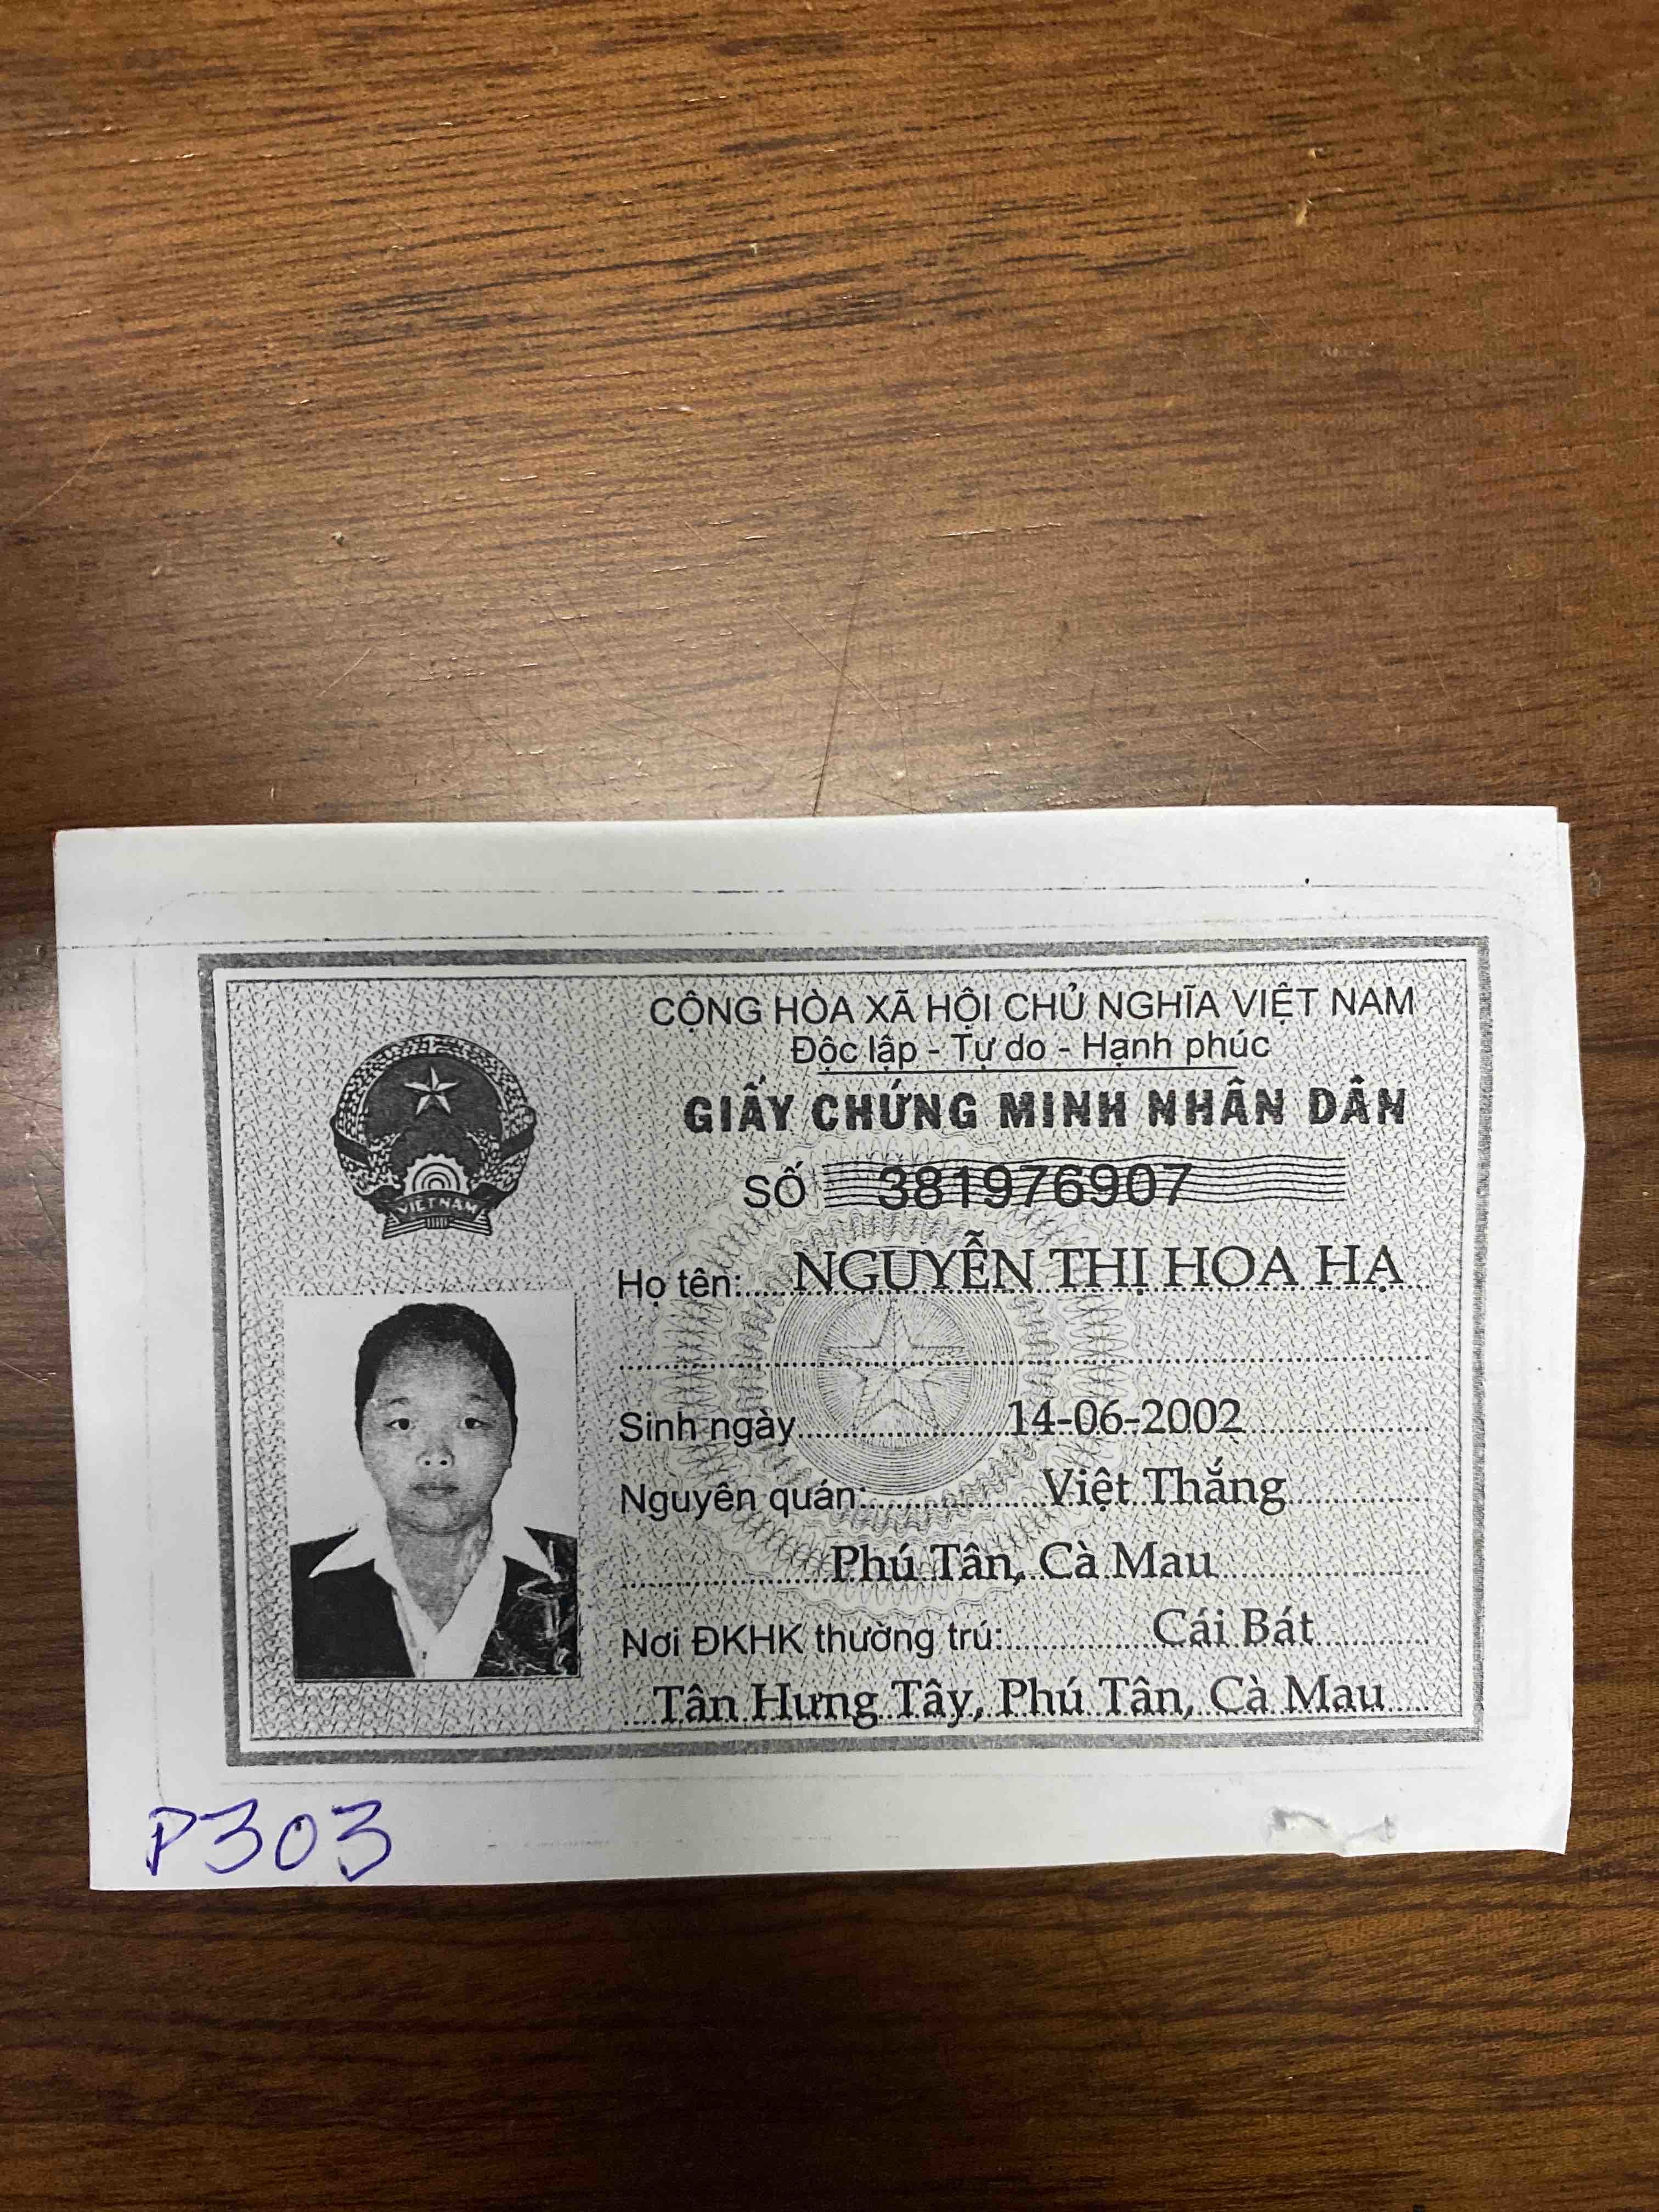 CỘNG HÒA XÃ HỘI CHỦ NGHĨA VIỆT NAM
Độc lập - Tự do - Hạnh phúc
GIẤY CHỨNG MINH NHÂN DÂN
SỐ 381976907
VIET NAM
Họ tên: NGUYỄN THỊ HOA HẠ
Sinh ngày 14-06-2002
Nguyên quán: Việt Thắng
Phú Tân, Cà Mau
Nơi ĐKHK thường trú: Cái Bát
Tân Hưng Tây, Phú Tân, Cà Mau
P303